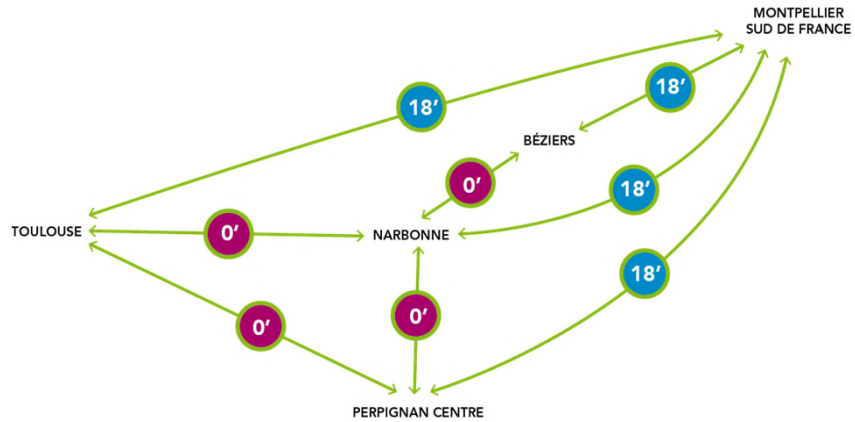 MONTPELLIER
SUD DE FRANCE
18’
18’
BÉZIERS
0’
18’
TOULOUSE
0’
NARBONNE
18’
0’
0’
PERPIGNAN CENTRE